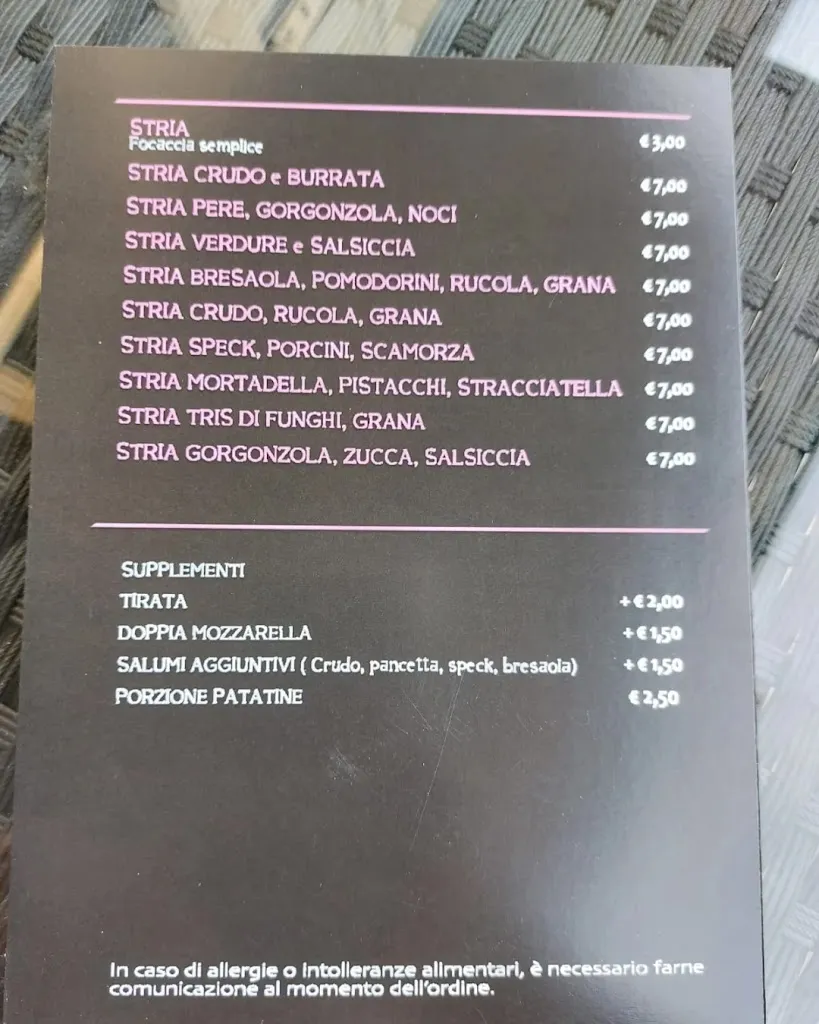 STRIA € 3,00
Focaccia semplice
STRIA CRUDO e BURRATA € 7,00
STRIA PERE, GORGONZOLA, NOCI € 7,00
STRIA VERDURE e SALSICCIA € 7,00
STRIA BRESAOLA, POMODORINI, RUCOLA, GRANA € 7,00
STRIA CRUDO, RUCOLA, GRANA € 7,00
STRIA SPECK, PORCINI, SCAMORZA € 7,00
STRIA MORTADELLA, PISTACCHI, STRACCIATELLA € 7,00
STRIA TRIS DI FUNGHI, GRANA € 7,00
STRIA GORGONZOLA, ZUCCA, SALSICCIA € 7,00
SUPPLEMENTI
TIRATA + € 2,00
DOPPIA MOZZARELLA + € 1,50
SALUMI AGGIUNTIVI ( Crudo, pancetta, speck, bresaola) + € 1,50
PORZIONE PATATINE € 2,50
In caso di allergie o intolleranze alimentari, è necessario farne
comunicazione al momento dell'ordine.